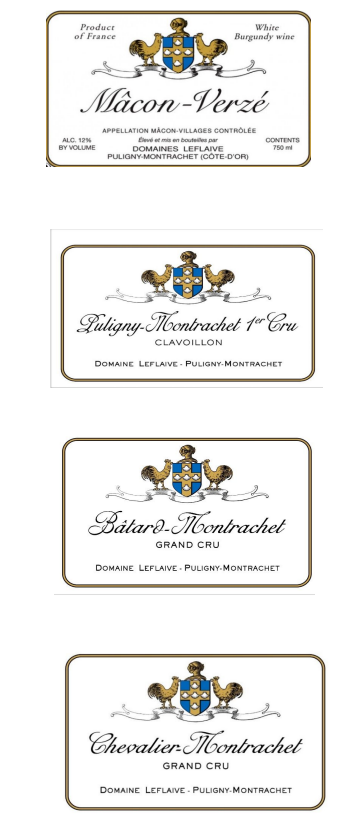 Product
of France
White
Burgundy wine
Mâcon-Verzé
APPELLATION MÂCON-VILLAGES CONTRÔLÉE
ALC. 12%
BY VOLUME
Élevé et mis en bouteilles par
DOMAINES LEFLAIVE
PULIGNY-MONTRACHET (CÔTE-D'OR)
CONTENTS
750 ml
Puligny-Montrachet 1er Cru
CLAVOILLON
DOMAINE LEFLAIVE - PULIGNY-MONTRACHET
Bâtard-Montrachet
GRAND CRU
DOMAINE LEFLAIVE - PULIGNY-MONTRACHET
Chevalier-Montrachet
GRAND CRU
DOMAINE LEFLAIVE - PULIGNY-MONTRACHET